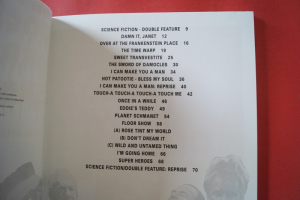 SCIENCE FICTION - DOUBLE FEATURE 9
DAMN IT, JANET 12
OVER AT THE FRANKENSTEIN PLACE 16
THE TIME WARP 19
SWEET TRANSVESTITE 25
THE SWORD OF DAMOCLES 30
I CAN MAKE YOU A MAN 34
HOT PATOOTIE - BLESS MY SOUL 36
I CAN MAKE YOU A MAN: REPRISE 40
TOUCH-A TOUCH-A TOUCH-A TOUCH ME 42
ONCE IN A WHILE 46
EDDIE'S TEDDY 49
PLANET SCHMANET 54
FLOOR SHOW 58
(A) ROSE TINT MY WORLD
(B) DON'T DREAM IT
(C) WILD AND UNTAMED THING
I'M GOING HOME 66
SUPER HEROES 68
SCIENCE FICTION/DOUBLE FEATURE: REPRISE 70